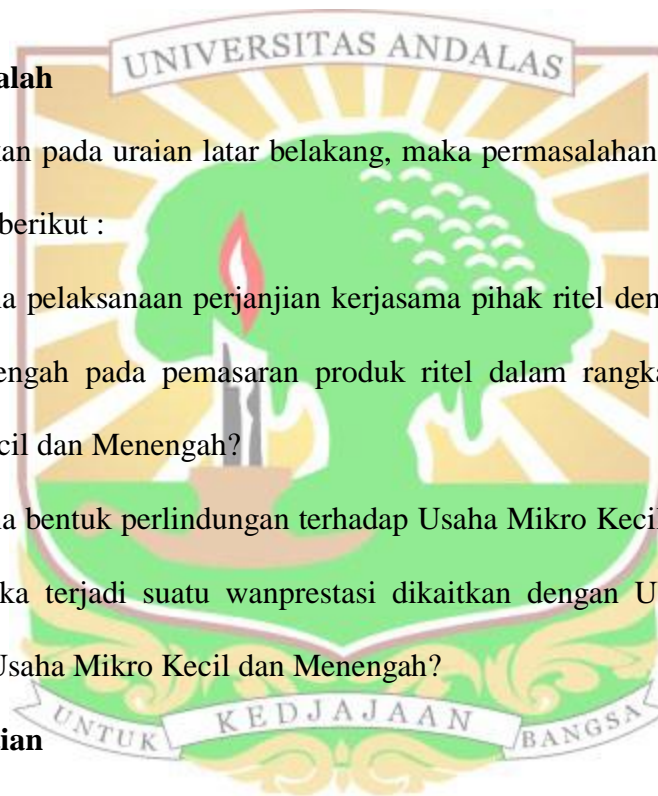 UNIVERSITAS ANDALAS
alah
kan pada uraian latar belakang, maka permasalahan
berikut :
a pelaksanaan perjanjian kerjasama pihak ritel den
engah pada pemasaran produk ritel dalam rangka
ecil dan Menengah?
a bentuk perlindungan terhadap Usaha Mikro Kecil
ka terjadi suatu wanprestasi dikaitkan dengan U
Usaha Mikro Kecil dan Menengah?
UNTUK KEDJAJAAN BANGSA
ian